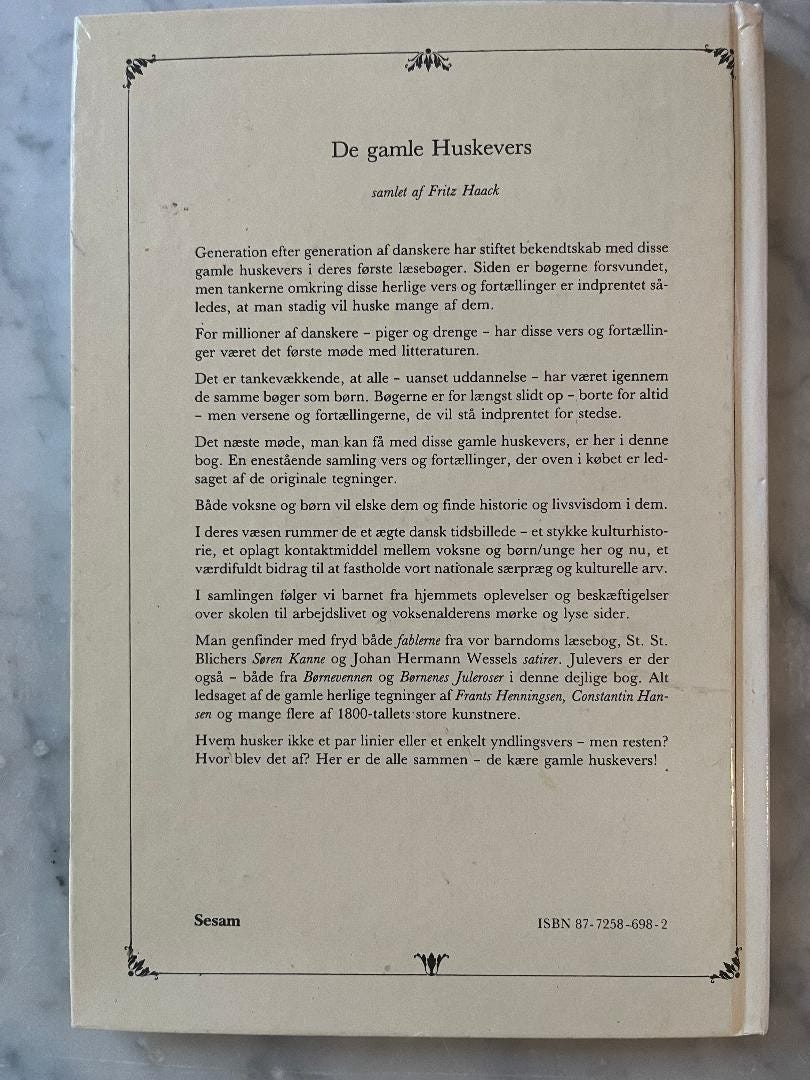 De gamle Huskevers
samlet af Fritz Haack
Generation efter generation af danskere har stiftet bekendtskab med disse
gamle huskevers i deres første læsebøger. Siden er bøgerne forsvundet,
men tankerne omkring disse herlige vers og fortællinger er indprentet så-
ledes, at man stadig vil huske mange af dem.
For millioner af danskere – piger og drenge – har disse vers og fortællin-
ger været det første møde med litteraturen.
Det er tankevækkende, at alle – uanset uddannelse – har været igennem
de samme bøger som børn. Bøgerne er for længst slidt op – borte for altid
– men versene og fortællingerne, de vil stå indprentet for stedse.
Det næste møde, man kan få med disse gamle huskevers, er her i denne
bog. En enestående samling vers og fortællinger, der oven i købet er led-
saget af de originale tegninger.
Både voksne og børn vil elske dem og finde historie og livsvisdom i dem.
I deres væsen rummer de et ægte dansk tidsbillede – et stykke kulturhisto-
rie, et oplagt kontaktmiddel mellem voksne og børn/unge her og nu, et
værdifuldt bidrag til at fastholde vort nationale særpræg og kulturelle arv.
I samlingen følger vi barnet fra hjemmets oplevelser og beskæftigelser
over skolen til arbejdslivet og voksenalderens mørke og lyse sider.
Man genfinder med fryd både fablerne fra vor barndoms læsebog, St. St.
Blichers Søren Kanne og Johan Hermann Wessels satirer. Julevers er der
også – både fra Børnevennen og Børnenes Juleroser i denne dejlige bog. Alt
ledsaget af de gamle herlige tegninger af Frants Henningsen, Constantin Han-
sen og mange flere af 1800-tallets store kunstnere.
Hvem husker ikke et par linier eller et enkelt yndlingsvers – men resten?
Hvor blev det af? Her er de alle sammen – de kære gamle huskevers!
Sesam
ISBN 87-7258-698-2